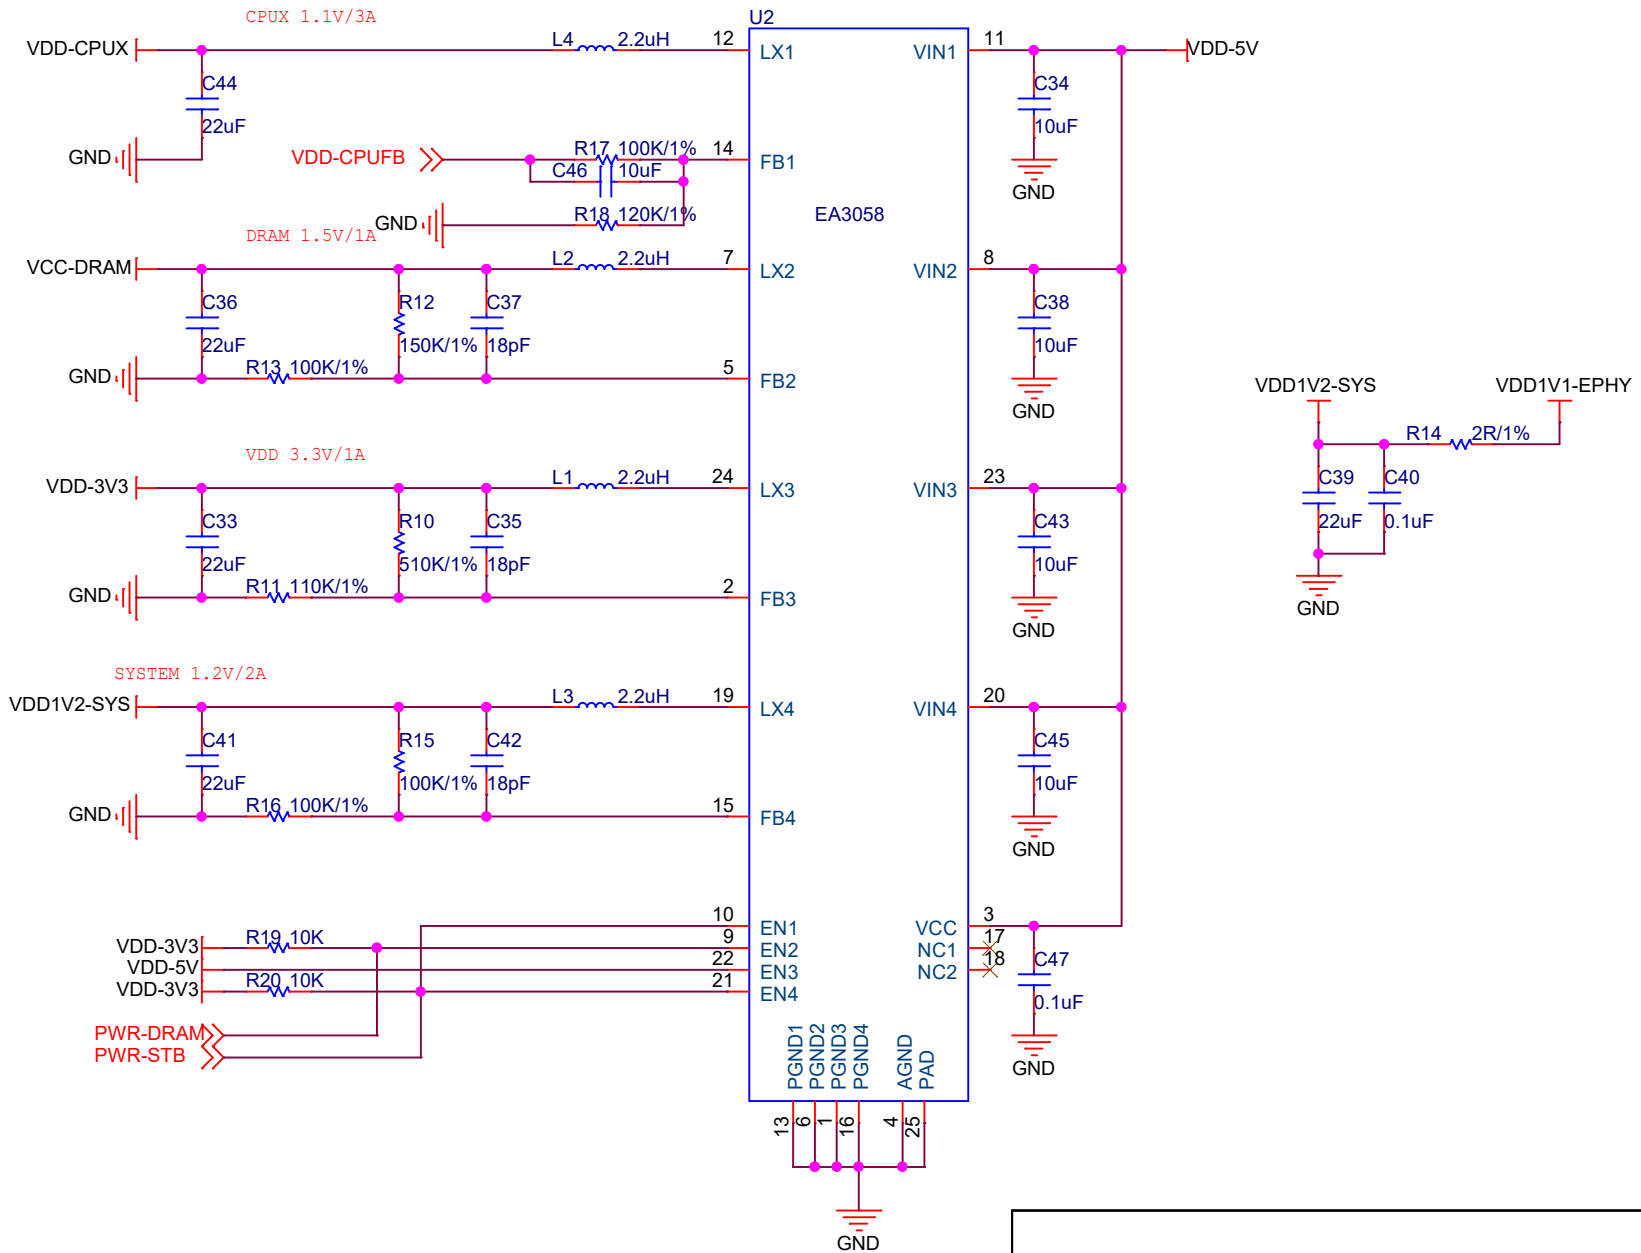 CPUX 1.1V/3A
U2
VDD-CPUX
L4 2.2uH
12
LX1
VIN1
11
VDD-5V
C44
22uF
GND
C34
10uF
GND
VDD-CPUFB
R17 100K/1%
14
FB1
C46 10uF
GND
R18 120K/1%
EA3058
DRAM 1.5V/1A
VCC-DRAM
L2 2.2uH
7
LX2
VIN2
8
C36
22uF
R12
150K/1%
C37
18pF
C38
10uF
GND
GND
R13 100K/1%
5
FB2
VDD1V2-SYS
VDD1V1-EPHY
R14 2R/1%
C39
22uF
C40
0.1uF
GND
VDD 3.3V/1A
VDD-3V3
L1 2.2uH
24
LX3
VIN3
23
C33
22uF
R10
510K/1%
C35
18pF
C43
10uF
GND
GND
R11 110K/1%
2
FB3
SYSTEM 1.2V/2A
VDD1V2-SYS
L3 2.2uH
19
LX4
VIN4
20
C41
22uF
R15
100K/1%
C42
18pF
C45
10uF
GND
GND
R16 100K/1%
15
FB4
10
EN1
VCC
3
VDD-3V3
R19 10K
9
EN2
NC1
17
VDD-5V
22
EN3
NC2
18
VDD-3V3
R20 10K
21
EN4
C47
0.1uF
GND
PWR-DRAM
PWR-STB
PGND1
PGND2
PGND3
PGND4
AGND
PAD
13
6
1
16
4
25
GND